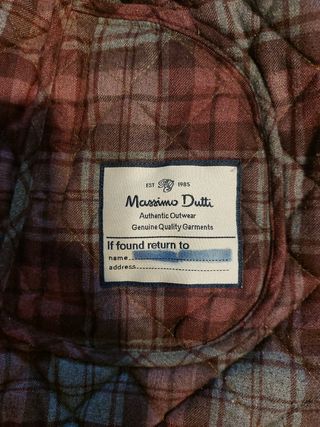 EST 1985
Massimo Dutti
Authentic Outwear
Genuine Quality Garments
If found return to
name
address